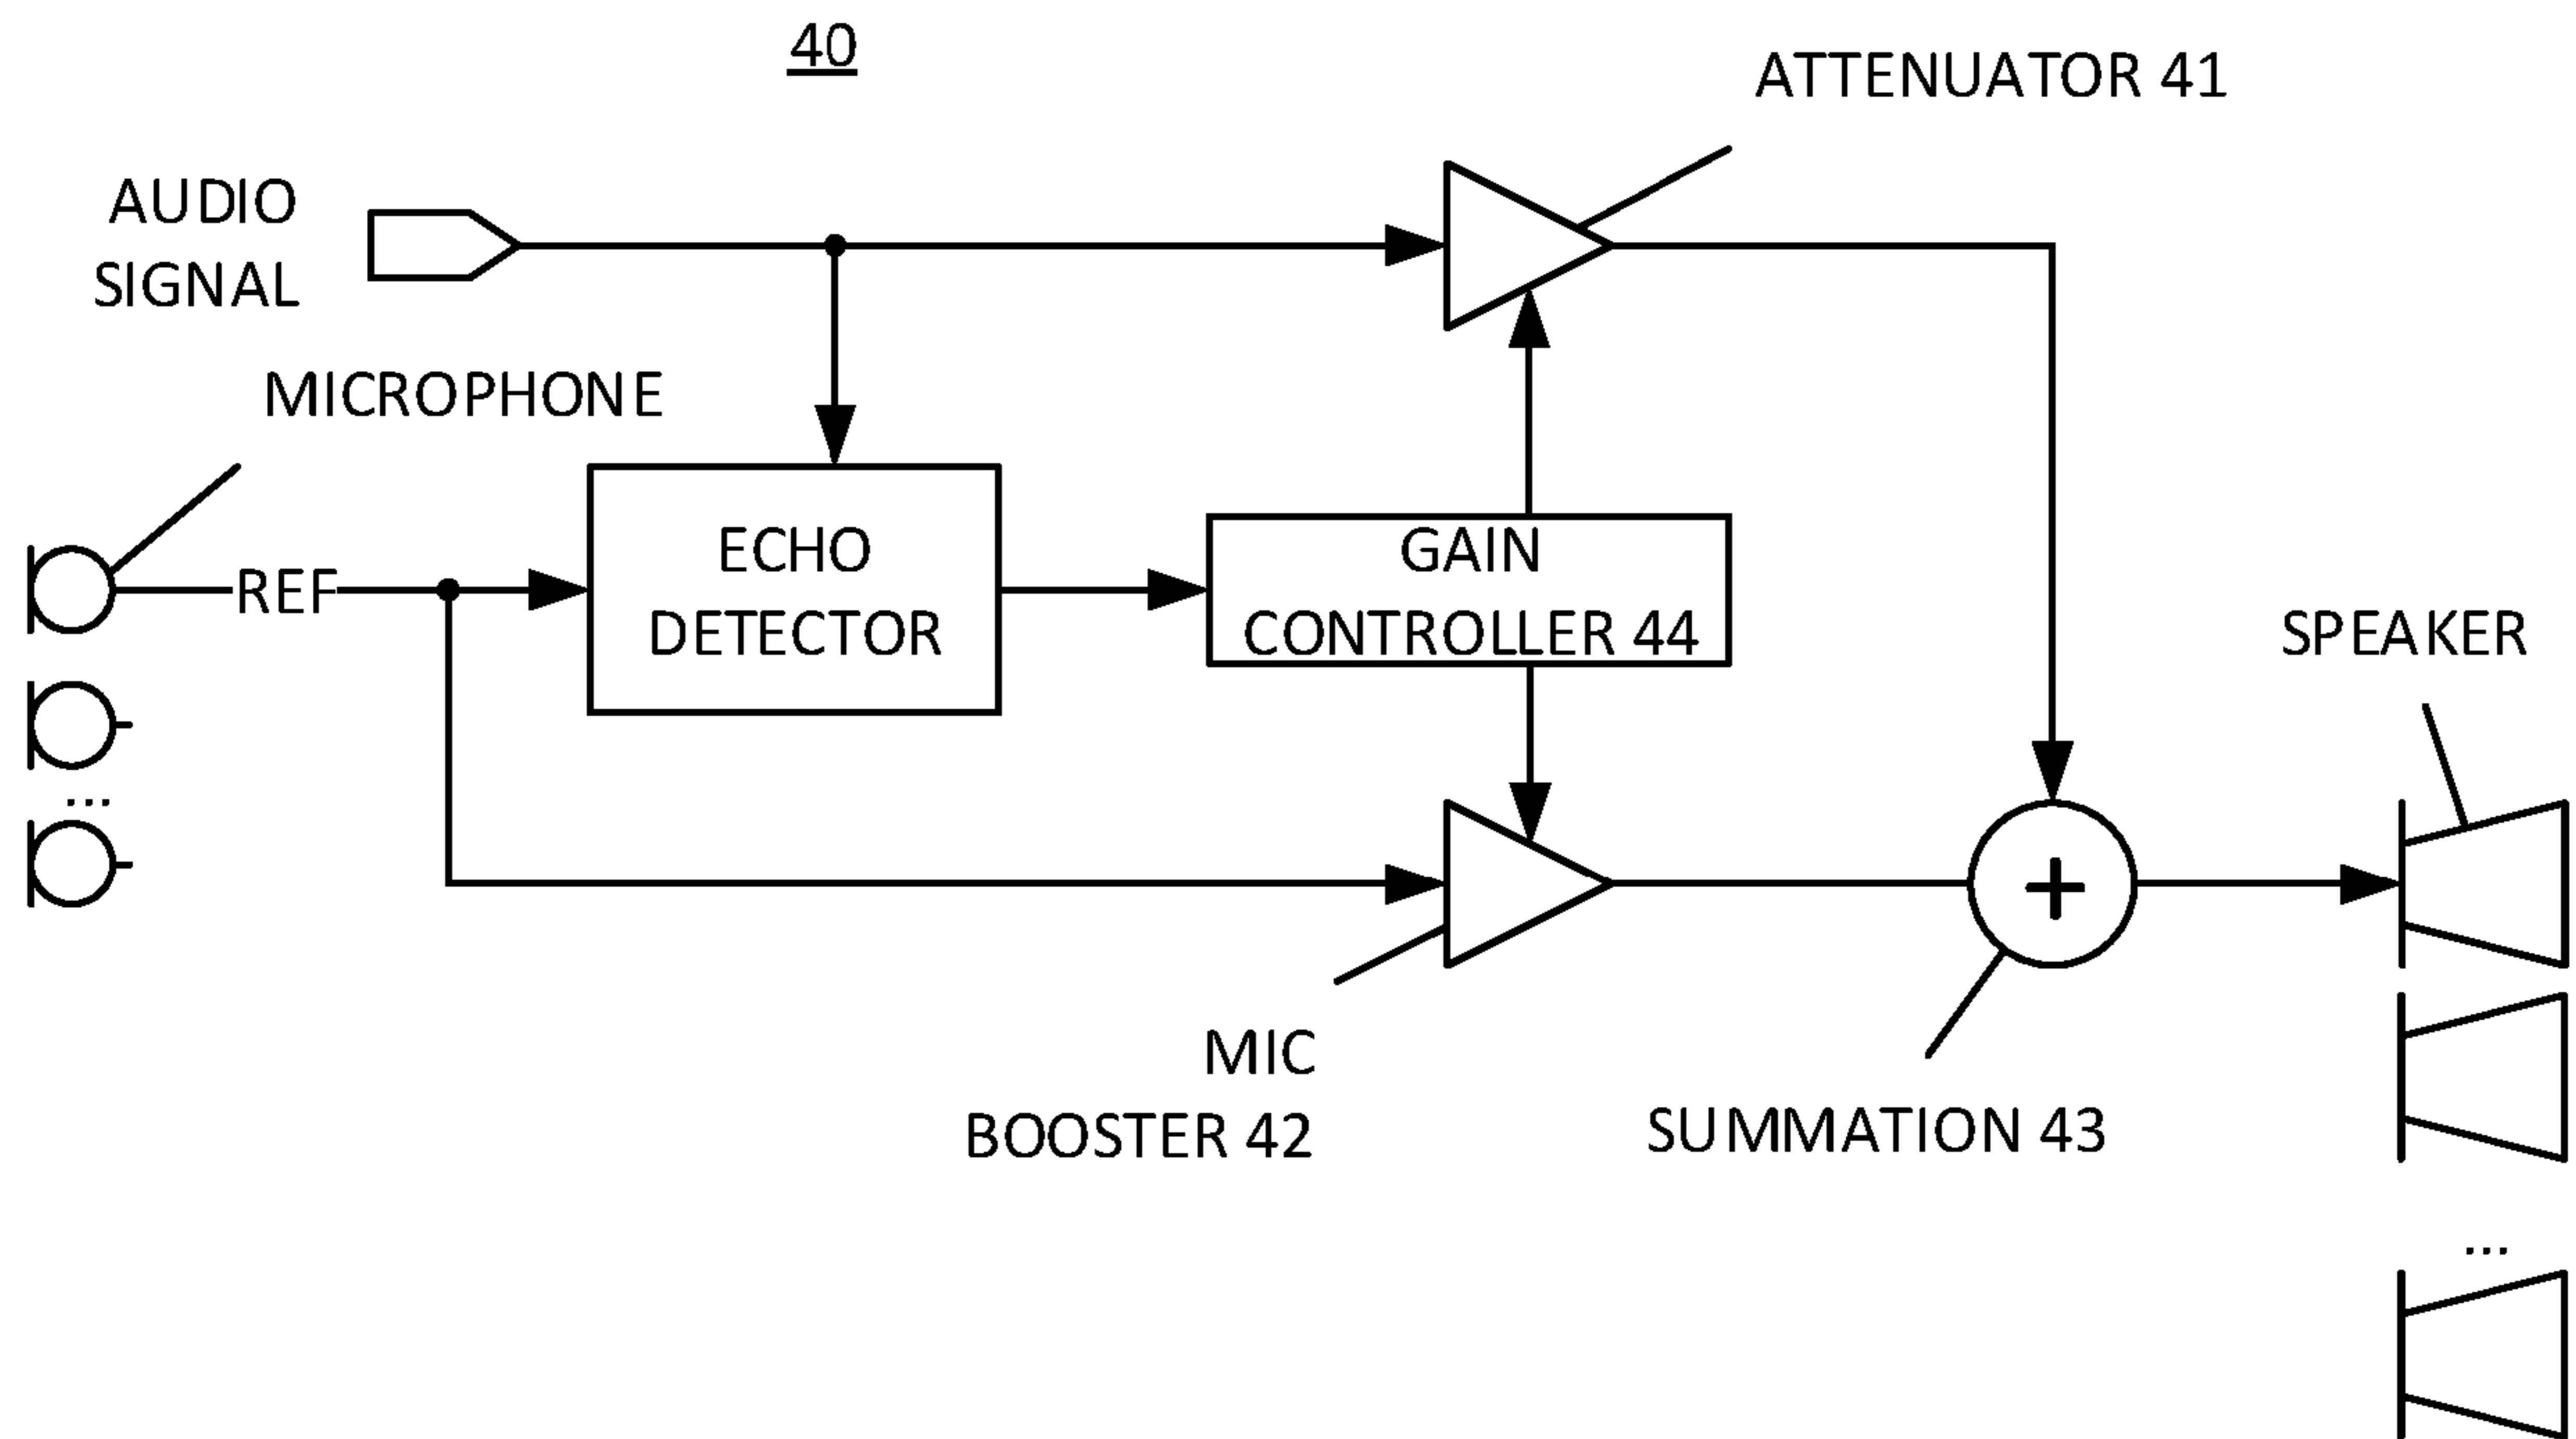 40
ATTENUATOR 41
AUDIO
SIGNAL
MICROPHONE
REF
ECHO
DETECTOR
GAIN
CONTROLLER 44
SPEAKER
...
+
MIC
BOOSTER 42
SUMMATION 43
...